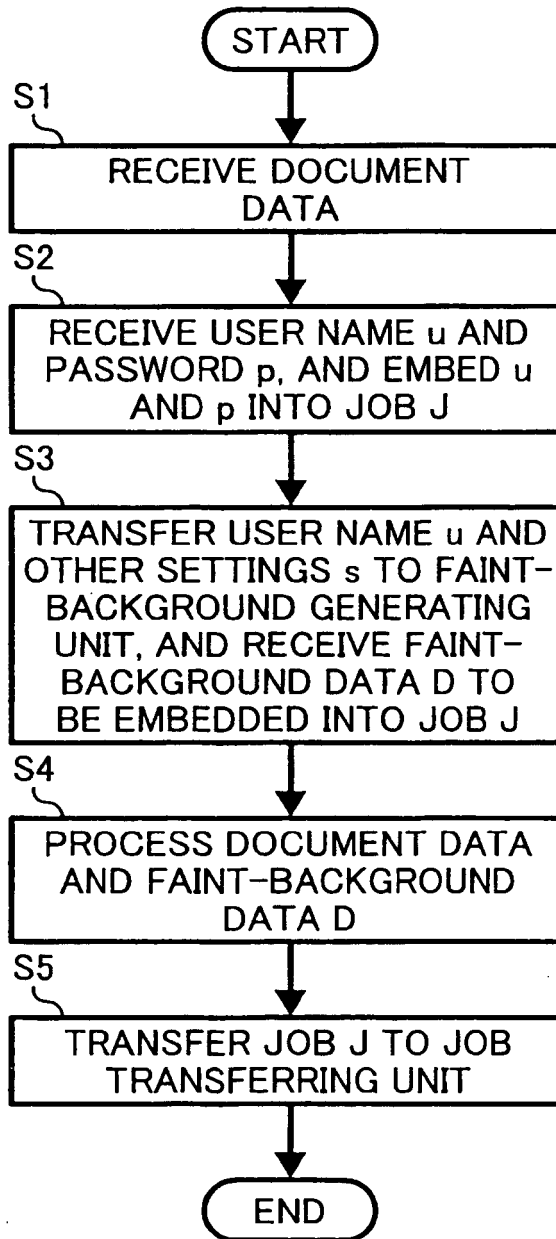 START
S1
RECEIVE DOCUMENT
DATA
S2
RECEIVE USER NAME u AND
PASSWORD p, AND EMBED u
AND p INTO JOB J
S3
TRANSFER USER NAME u AND
OTHER SETTINGS s TO FAINT-
BACKGROUND GENERATING
UNIT, AND RECEIVE FAINT-
BACKGROUND DATA D TO
BE EMBEDDED INTO JOB J
S4
PROCESS DOCUMENT DATA
AND FAINT-BACKGROUND
DATA D
S5
TRANSFER JOB J TO JOB
TRANSFERRING UNIT
END